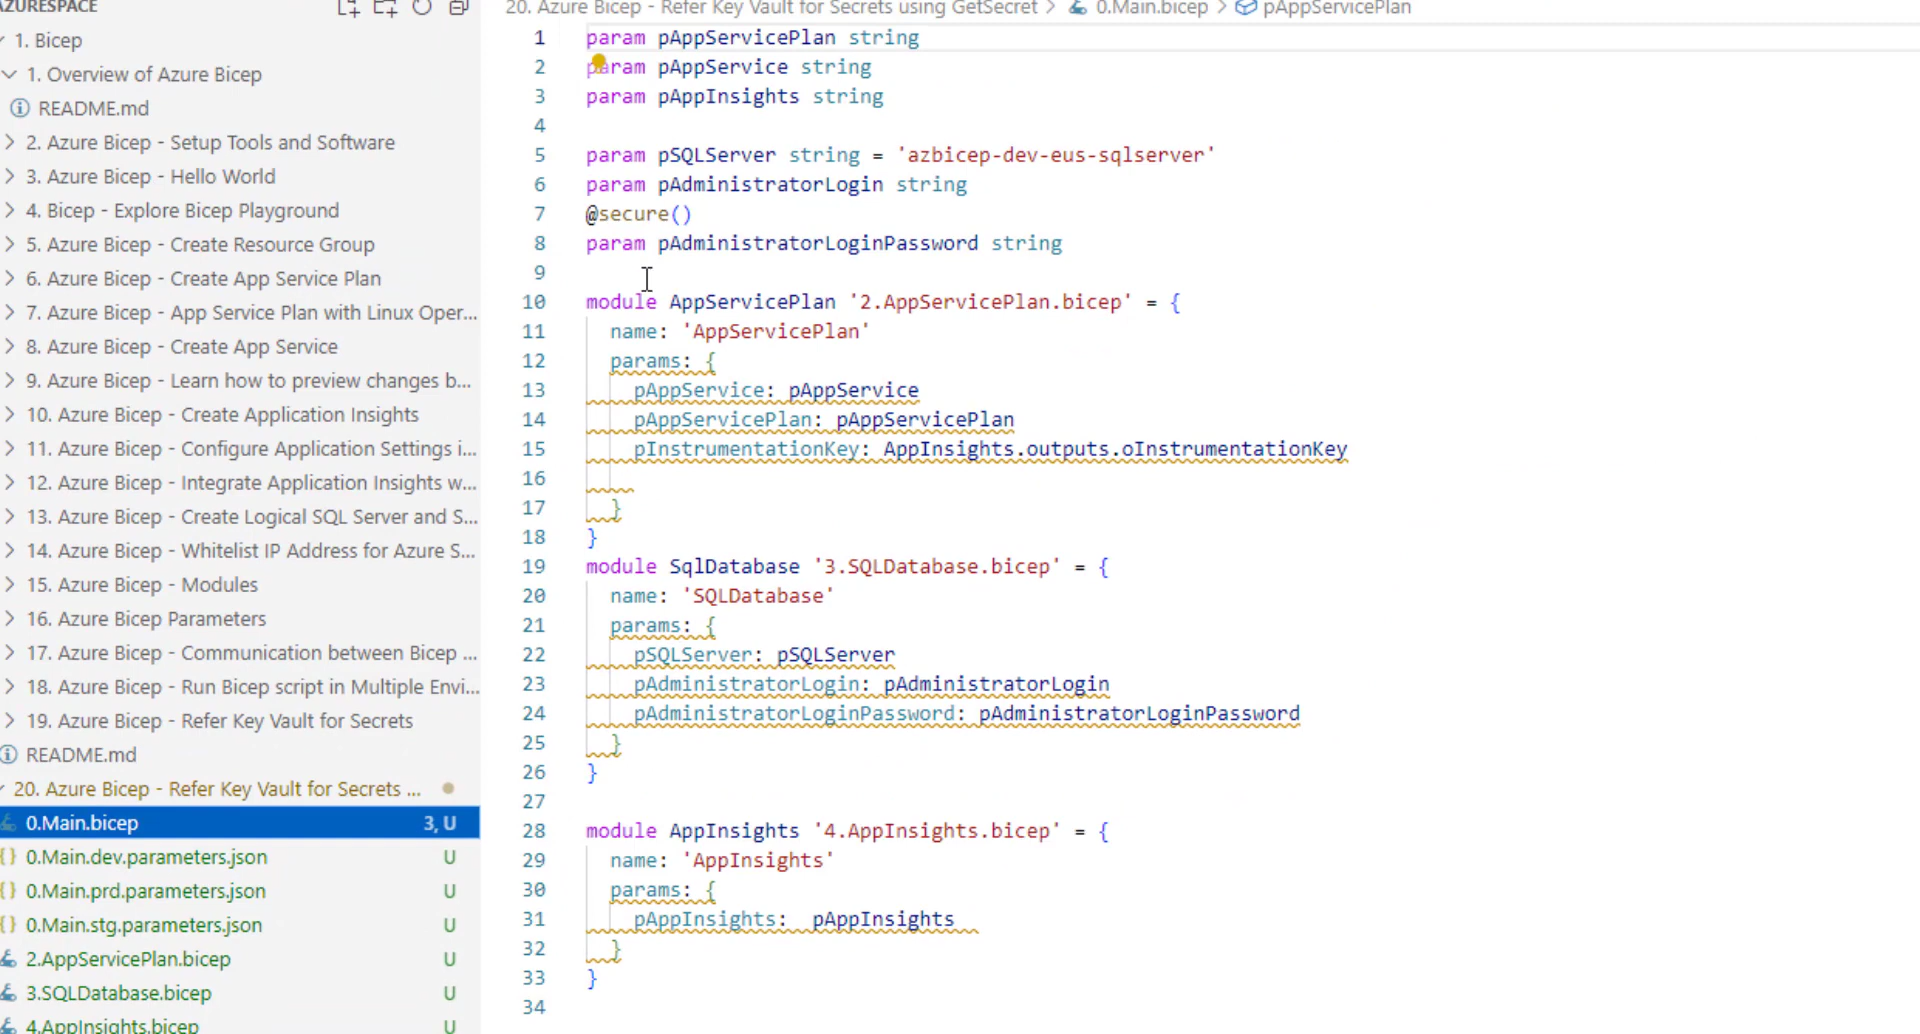 AZURESPACE
1. Bicep
1. Overview of Azure Bicep
README.md
2. Azure Bicep - Setup Tools and Software
3. Azure Bicep - Hello World
4. Bicep - Explore Bicep Playground
5. Azure Bicep - Create Resource Group
6. Azure Bicep - Create App Service Plan
7. Azure Bicep - App Service Plan with Linux Oper...
8. Azure Bicep - Create App Service
9. Azure Bicep - Learn how to preview changes b...
10. Azure Bicep - Create Application Insights
11. Azure Bicep - Configure Application Settings i...
12. Azure Bicep - Integrate Application Insights w...
13. Azure Bicep - Create Logical SQL Server and S...
14. Azure Bicep - Whitelist IP Address for Azure S...
15. Azure Bicep - Modules
16. Azure Bicep Parameters
17. Azure Bicep - Communication between Bicep ...
18. Azure Bicep - Run Bicep script in Multiple Envi...
19. Azure Bicep - Refer Key Vault for Secrets
README.md
20. Azure Bicep - Refer Key Vault for Secrets ...
0.Main.bicep 3, U
0.Main.dev.parameters.json U
0.Main.prd.parameters.json U
0.Main.stg.parameters.json U
2.AppServicePlan.bicep U
3.SQLDatabase.bicep U
4.AppInsights.bicep U
20. Azure Bicep - Refer Key Vault for Secrets using GetSecret > 0.Main.bicep > pAppServicePlan
1 param pAppServicePlan string
2 param pAppService string
3 param pAppInsights string
4
5 param pSQLServer string = 'azbicep-dev-eus-sqlserver'
6 param pAdministratorLogin string
7 @secure()
8 param pAdministratorLoginPassword string
9
10 module AppServicePlan '2.AppServicePlan.bicep' = {
11 name: 'AppServicePlan'
12 params: {
13 pAppService: pAppService
14 pAppServicePlan: pAppServicePlan
15 pInstrumentationKey: AppInsights.outputs.oInstrumentationKey
16
17 }
18 }
19 module SqlDatabase '3.SQLDatabase.bicep' = {
20 name: 'SQLDatabase'
21 params: {
22 pSQLServer: pSQLServer
23 pAdministratorLogin: pAdministratorLogin
24 pAdministratorLoginPassword: pAdministratorLoginPassword
25 }
26 }
27
28 module AppInsights '4.AppInsights.bicep' = {
29 name: 'AppInsights'
30 params: {
31 pAppInsights: pAppInsights
32 }
33 }
34